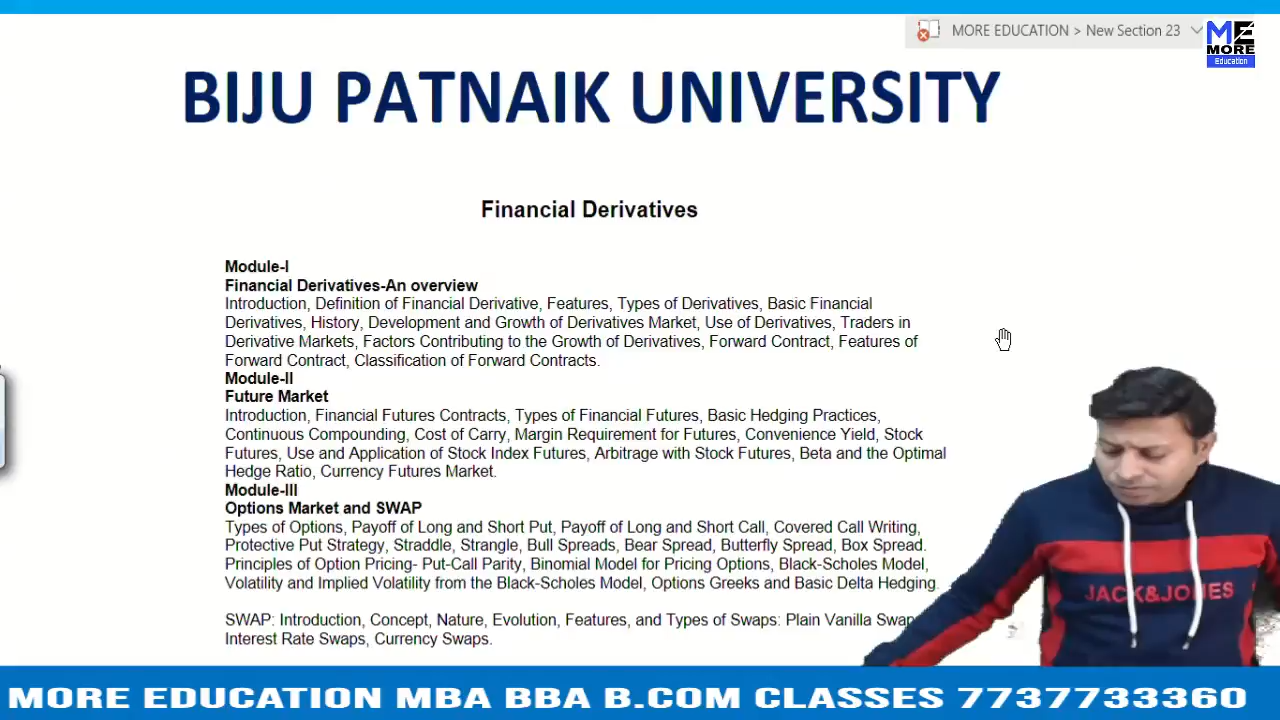 MORE EDUCATION > New Section 23
ME
MORE
Education
BIJU PATNAIK UNIVERSITY
Financial Derivatives
Module-I
Financial Derivatives-An overview
Introduction, Definition of Financial Derivative, Features, Types of Derivatives, Basic Financial
Derivatives, History, Development and Growth of Derivatives Market, Use of Derivatives, Traders in
Derivative Markets, Factors Contributing to the Growth of Derivatives, Forward Contract, Features of
Forward Contract, Classification of Forward Contracts.
Module-II
Future Market
Introduction, Financial Futures Contracts, Types of Financial Futures, Basic Hedging Practices,
Continuous Compounding, Cost of Carry, Margin Requirement for Futures, Convenience Yield, Stock
Futures, Use and Application of Stock Index Futures, Arbitrage with Stock Futures, Beta and the Optimal
Hedge Ratio, Currency Futures Market.
Module-III
Options Market and SWAP
Types of Options, Payoff of Long and Short Put, Payoff of Long and Short Call, Covered Call Writing,
Protective Put Strategy, Straddle, Strangle, Bull Spreads, Bear Spread, Butterfly Spread, Box Spread.
Principles of Option Pricing- Put-Call Parity, Binomial Model for Pricing Options, Black-Scholes Model,
Volatility and Implied Volatility from the Black-Scholes Model, Options Greeks and Basic Delta Hedging.
SWAP: Introduction, Concept, Nature, Evolution, Features, and Types of Swaps: Plain Vanilla Swap
Interest Rate Swaps, Currency Swaps.
JACK&JONES
MORE EDUCATION MBA BBA B.COM CLASSES 7737733360